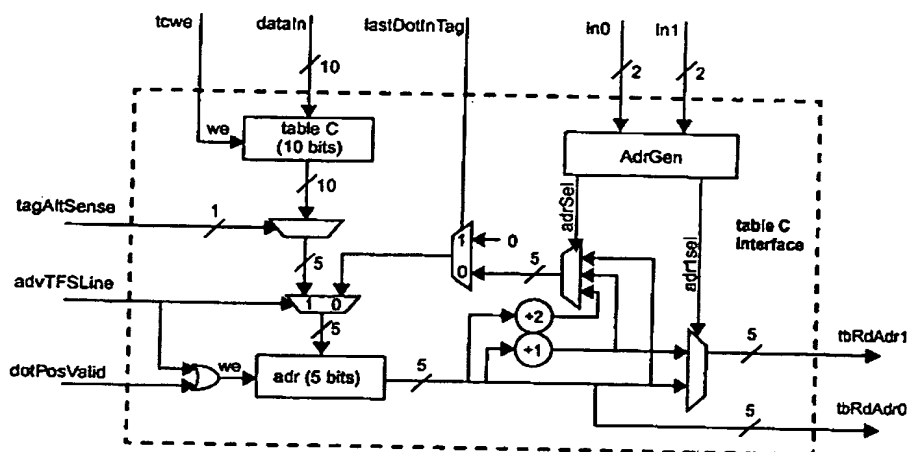 tcwe
dataIn
lastDotInTag
In0
In1
10
2
2
we
table C
(10 bits)
AdrGen
10
tagAltSense
1
adrSel
adr1sel
table C
interface
1
0
0
5
5
advTFSLine
1 0
5
+2
+1
5
tbRdAdr1
dotPosValid
we
adr (5 bits)
5
5
tbRdAdr0